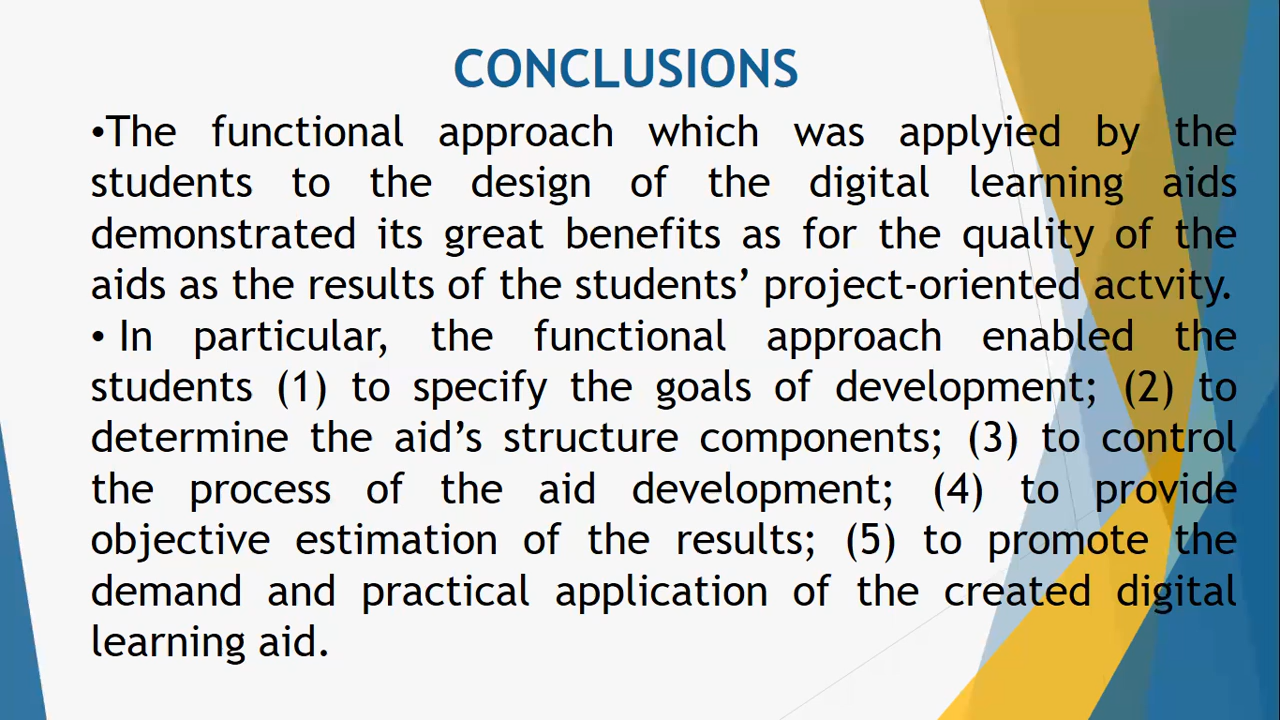 CONCLUSIONS
•The functional approach which was applyied by the
students to the design of the digital learning aids
demonstrated its great benefits as for the quality of the
aids as the results of the students’ project-oriented actvity.
• In particular, the functional approach enabled the
students (1) to specify the goals of development; (2) to
determine the aid’s structure components; (3) to control
the process of the aid development; (4) to provide
objective estimation of the results; (5) to promote the
demand and practical application of the created digital
learning aid.